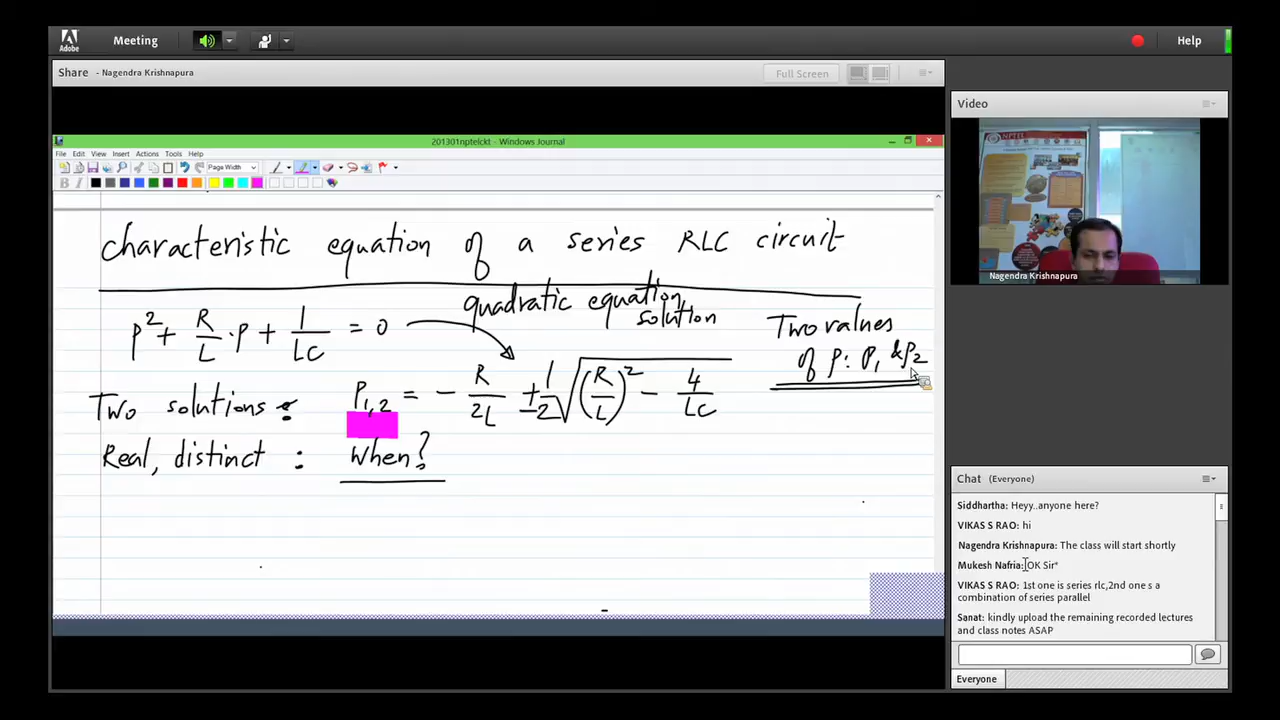 Adobe
Meeting
Help
Share - Nagendra Krishnapura
Full Screen
Video
201301nptelckt - Windows Journal
File Edit View Insert Actions Tools Help
Page Width
B I
characteristic equation of a series RLC circuit
quadratic equation solution
p² + R/L · p + 1/LC = 0
Two values of p: P₁ & P₂
Two solutions: P₁,₂ = - R/2L ± 1/2 √((R/L)² - 4/LC)
Real, distinct : When?
NPTEL
Nagendra Krishnapura
Chat (Everyone)
Siddhartha: Heyy..anyone here?
VIKAS S RAO: hi
Nagendra Krishnapura: The class will start shortly
Mukesh Nafria: OK Sir*
VIKAS S RAO: 1st one is series rlc,2nd one s a
combination of series parallel
Sanat: kindly upload the remaining recorded lectures
and class notes ASAP
Everyone